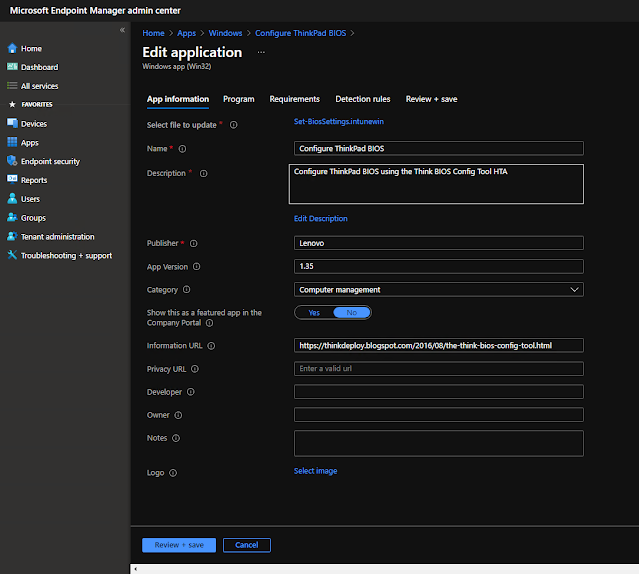 Microsoft Endpoint Manager admin center
«
Home
Dashboard
All services
FAVORITES
Devices
Apps
Endpoint security
Reports
Users
Groups
Tenant administration
Troubleshooting + support
Home > Apps > Windows > Configure ThinkPad BIOS >
Edit application ...
Windows app (Win32)
App information Program Requirements Detection rules Review + save
Select file to update * Set-BiosSettings.intunewin
Name * Configure ThinkPad BIOS
Description * Configure ThinkPad BIOS using the Think BIOS Config Tool HTA
Edit Description
Publisher * Lenovo
App Version 1.35
Category Computer management
Show this as a featured app in the Yes No
Company Portal
Information URL https://thinkdeploy.blogspot.com/2016/08/the-think-bios-config-tool.html
Privacy URL Enter a valid url
Developer
Owner
Notes
Logo Select image
Review + save Cancel